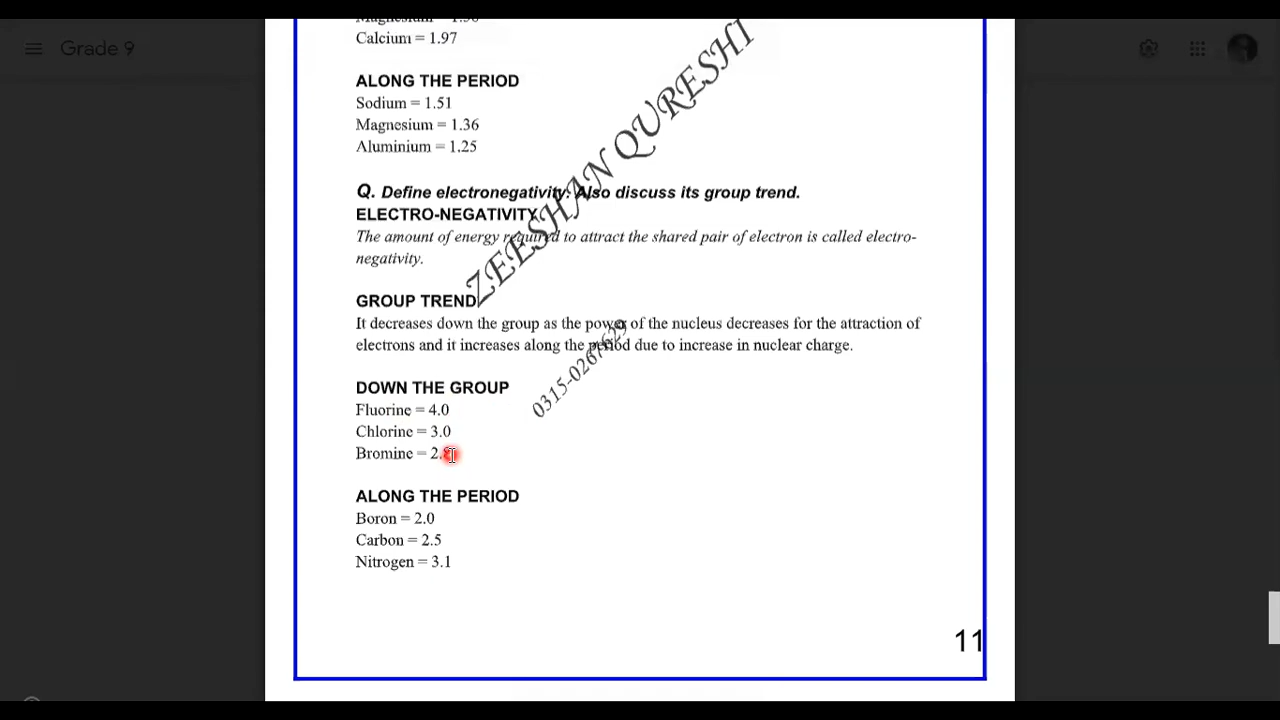 Grade 9
Calcium = 1.97
ALONG THE PERIOD
Sodium = 1.51
Magnesium = 1.36
Aluminium = 1.25
Q. Define electronegativity. Also discuss its group trend.
ELECTRO-NEGATIVITY
The amount of energy required to attract the shared pair of electron is called electro-
negativity.
GROUP TREND
It decreases down the group as the power of the nucleus decreases for the attraction of
electrons and it increases along the period due to increase in nuclear charge.
DOWN THE GROUP
Fluorine = 4.0
Chlorine = 3.0
Bromine =
ALONG THE PERIOD
Boron = 2.0
Carbon = 2.5
Nitrogen = 3.1
11
ZEESHAN QURESHI
0315-0267629